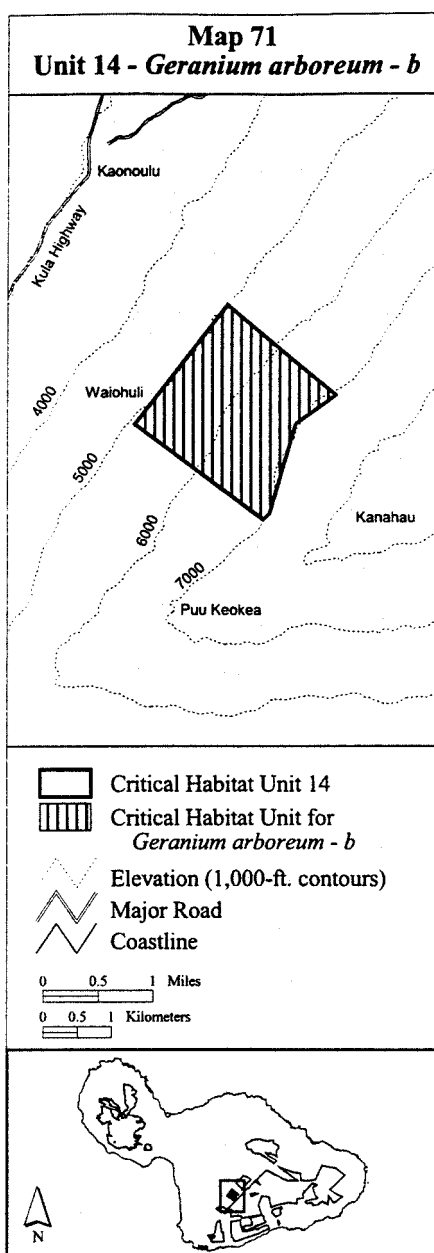 Map 71
Unit 14 - Geranium arboreum - b
Kaonoulu
Kula Highway
Waiohuli
4000
5000
6000
7000
Kanahau
Puu Keokea
Critical Habitat Unit 14
Critical Habitat Unit for
Geranium arboreum - b
Elevation (1,000-ft. contours)
Major Road
Coastline
0 0.5 1 Miles
0 0.5 1 Kilometers
N